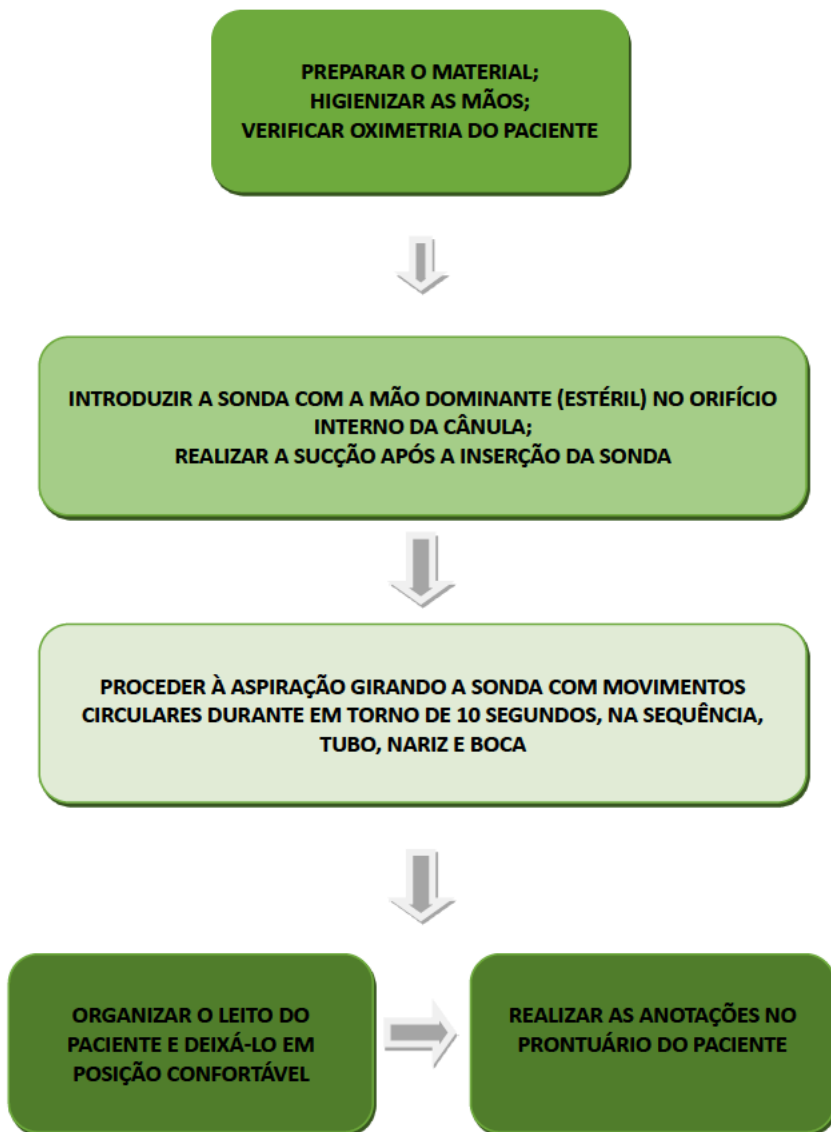 PREPARAR O MATERIAL;
HIGIENIZAR AS MÃOS;
VERIFICAR OXIMETRIA DO PACIENTE
INTRODUZIR A SONDA COM A MÃO DOMINANTE (ESTÉRIL) NO ORIFÍCIO
INTERNO DA CÂNULA;
REALIZAR A SUCÇÃO APÓS A INSERÇÃO DA SONDA
PROCEDER À ASPIRAÇÃO GIRANDO A SONDA COM MOVIMENTOS
CIRCULARES DURANTE EM TORNO DE 10 SEGUNDOS, NA SEQUÊNCIA,
TUBO, NARIZ E BOCA
ORGANIZAR O LEITO DO
PACIENTE E DEIXÁ-LO EM
POSIÇÃO CONFORTÁVEL
REALIZAR AS ANOTAÇÕES NO
PRONTUÁRIO DO PACIENTE